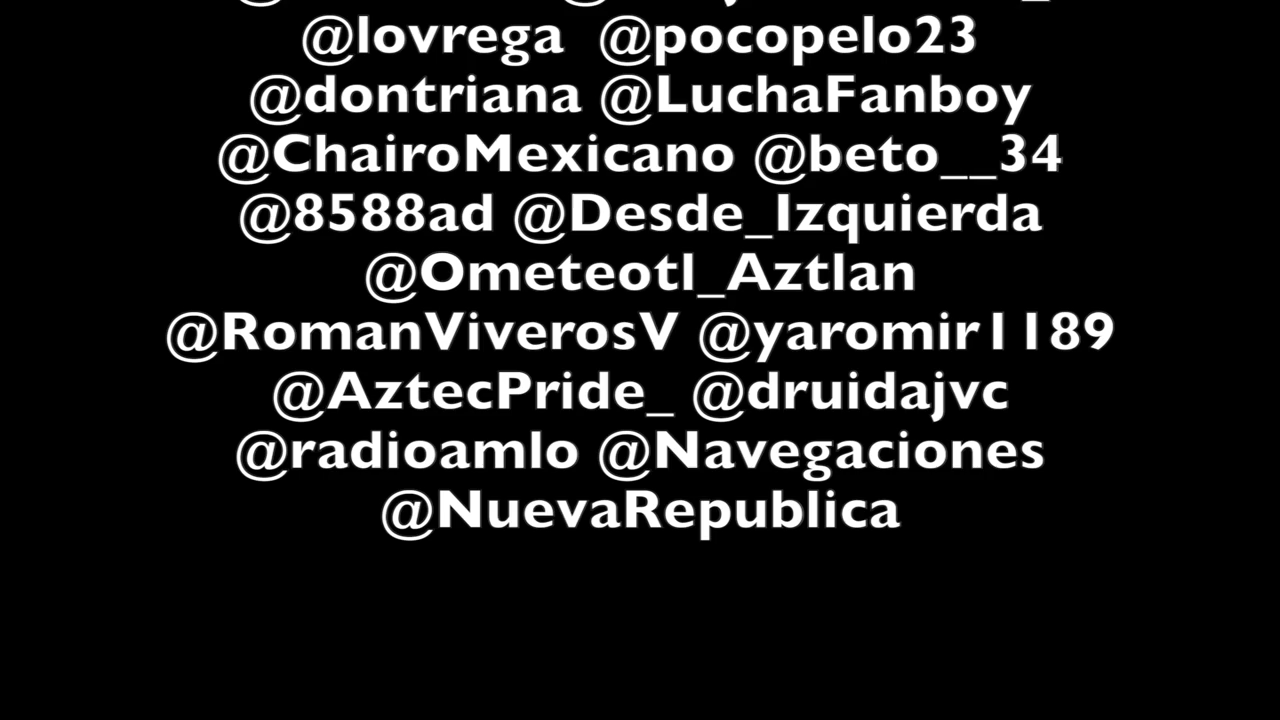 @lovrega @pocopelo23
@dontriana @LuchaFanboy
@ChairoMexicano @beto__34
@8588ad @Desde_Izquierda
@Ometeotl_Aztlan
@RomanViverosV @yaromir1189
@AztecPride_ @druidajvc
@radioamlo @Navegaciones
@NuevaRepublica